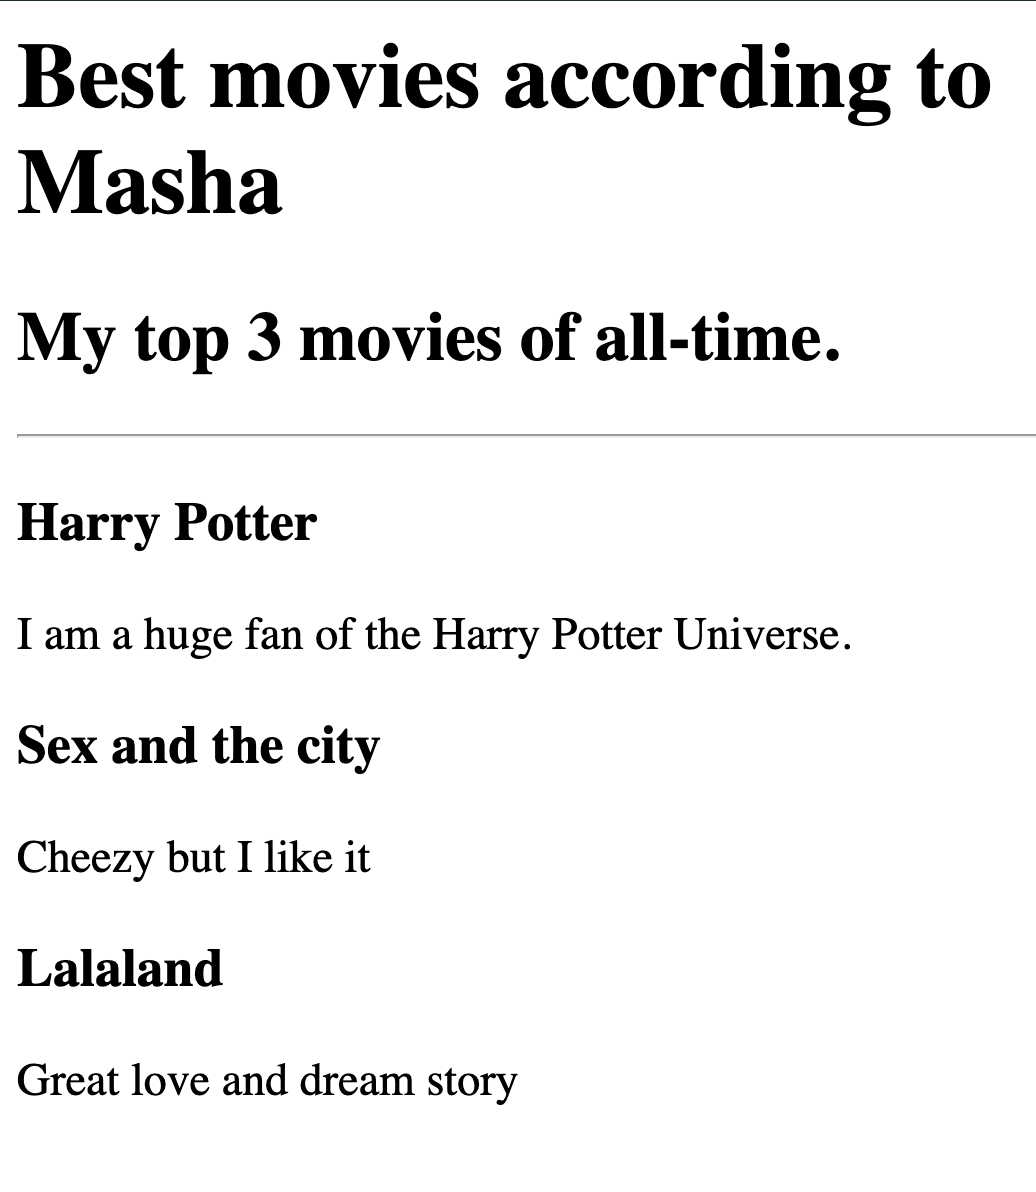 Best movies according to
Masha
My top 3 movies of all-time.
Harry Potter
I am a huge fan of the Harry Potter Universe.
Sex and the city
Cheezy but I like it
Lalaland
Great love and dream story